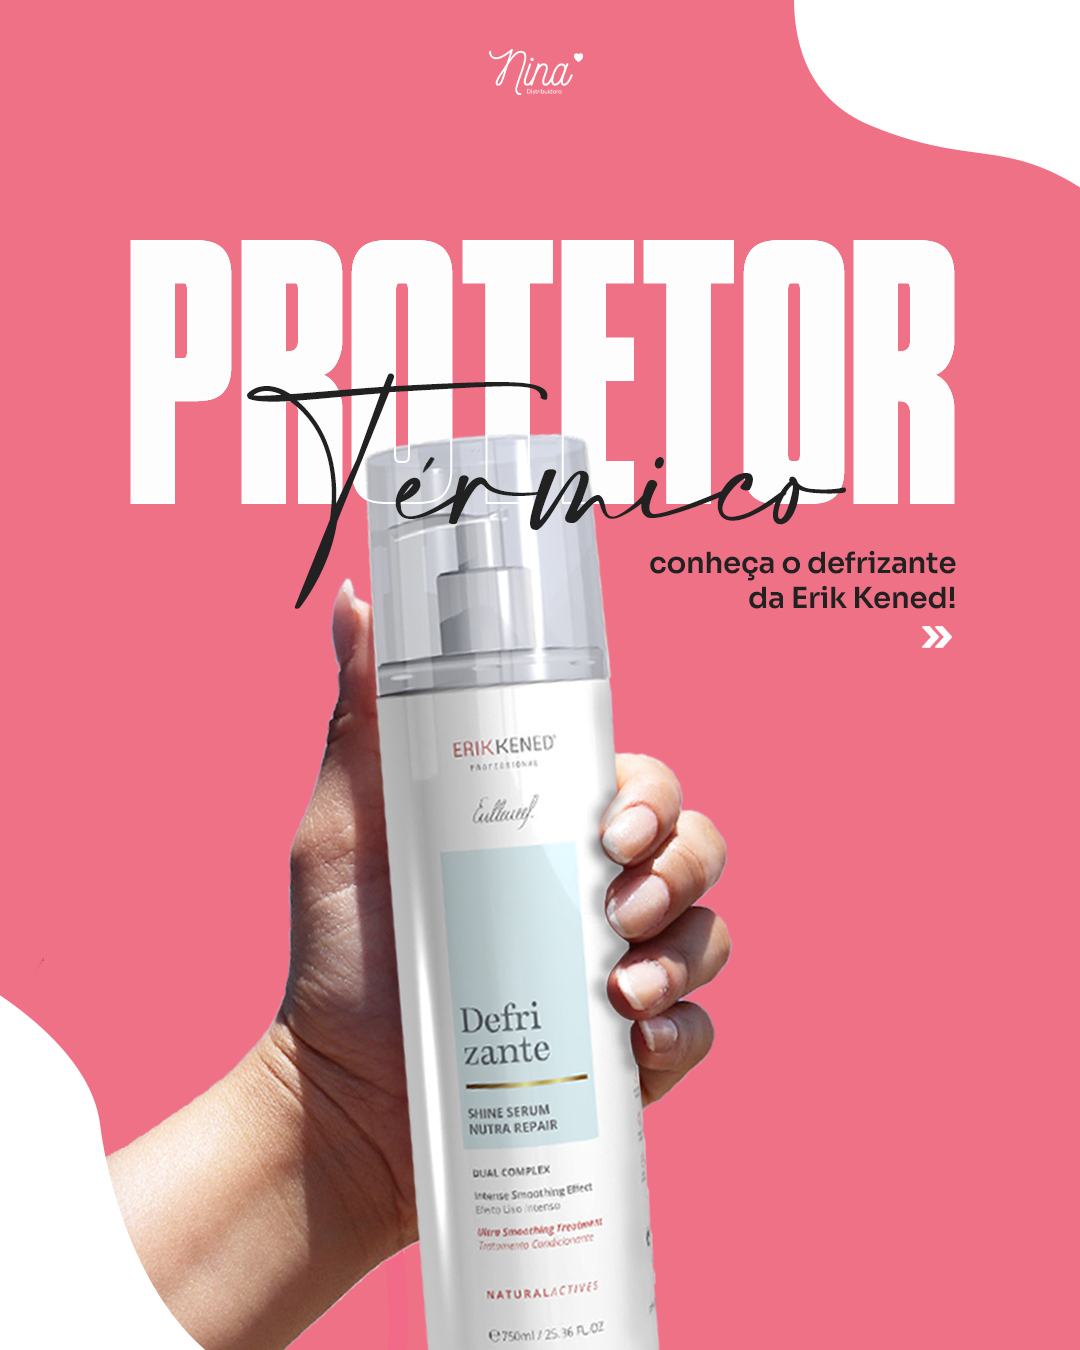 Nina
Distribuidora
PROTETOR
Térmico
conheça o defrizante
da Erik Kened!
ERIKKENED
PROFESSIONAL
Defri
zante
SHINE SERUM
NUTRA REPAIR
DUAL COMPLEX
Intense Smoothing Effect
Efeito Liso Intenso
Ultra Smoothing Treatment
Tratamento Condicionante
NATURALACTIVES
℮750ml / 25.36 FL.OZ